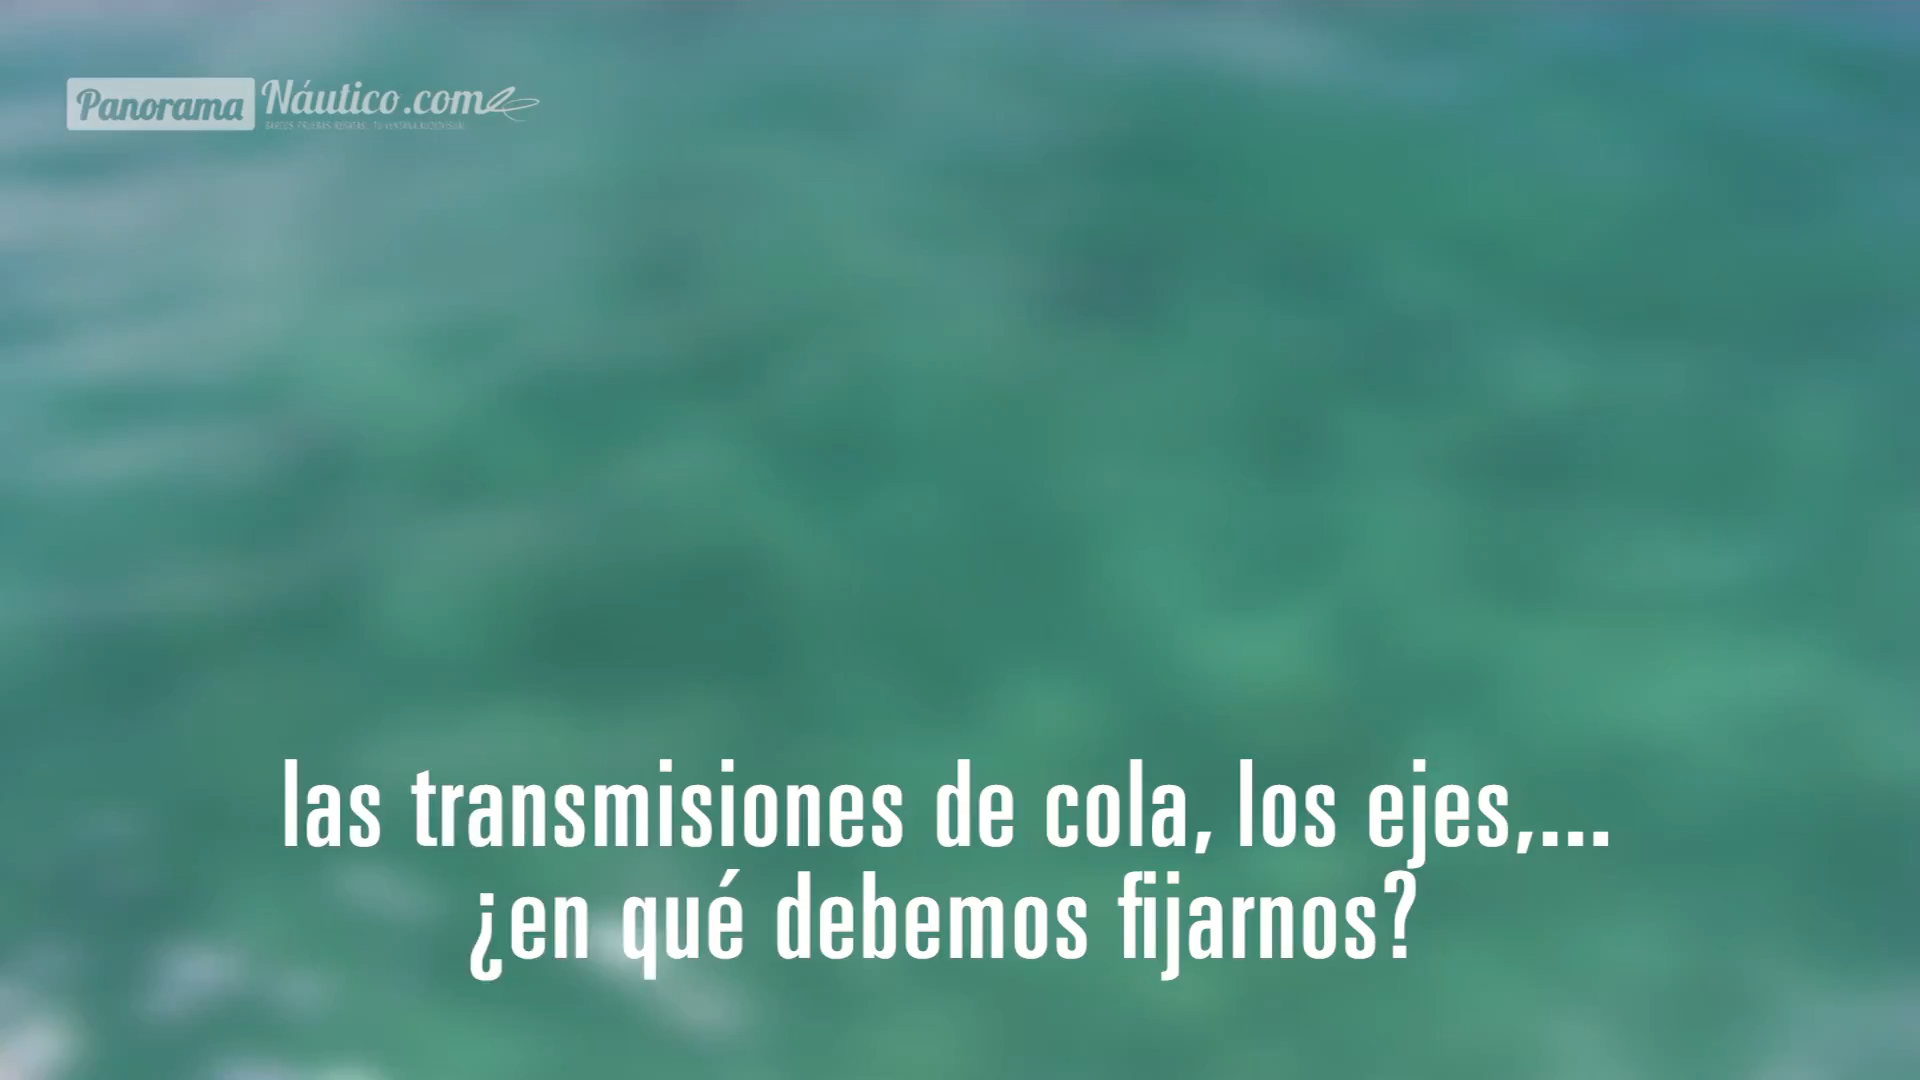 Panorama Náutico.com
las transmisiones de cola, los ejes,...
¿en qué debemos fijarnos?